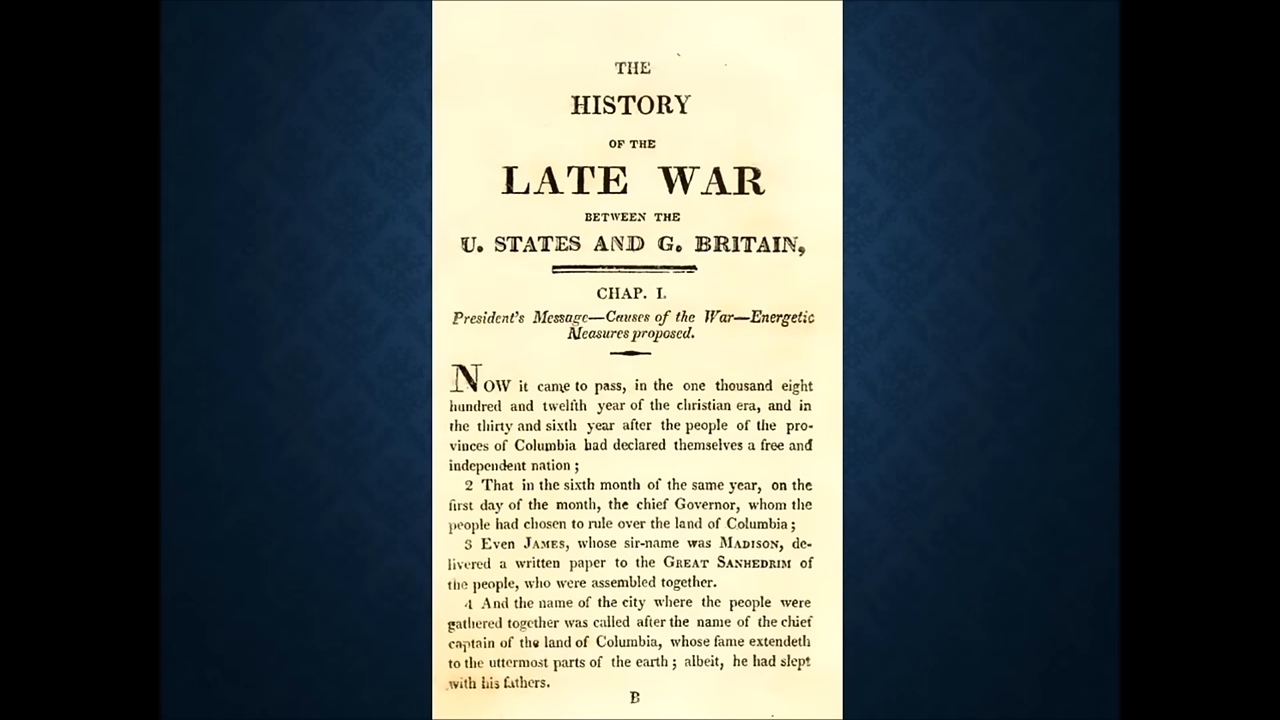 THE
HISTORY
OF THE
LATE WAR
BETWEEN THE
U. STATES AND G. BRITAIN,
CHAP. I.
President's Message—Causes of the War—Energetic
Measures proposed.
NOW it came to pass, in the one thousand eight
hundred and twelfth year of the christian era, and in
the thirty and sixth year after the people of the pro-
vinces of Columbia had declared themselves a free and
independent nation ;
2 That in the sixth month of the same year, on the
first day of the month, the chief Governor, whom the
people had chosen to rule over the land of Columbia ;
3 Even JAMES, whose sir-name was MADISON, de-
livered a written paper to the GREAT SANHEDRIM of
the people, who were assembled together.
4 And the name of the city where the people were
gathered together was called after the name of the chief
captain of the land of Columbia, whose fame extendeth
to the uttermost parts of the earth ; albeit, he had slept
with his fathers.
B